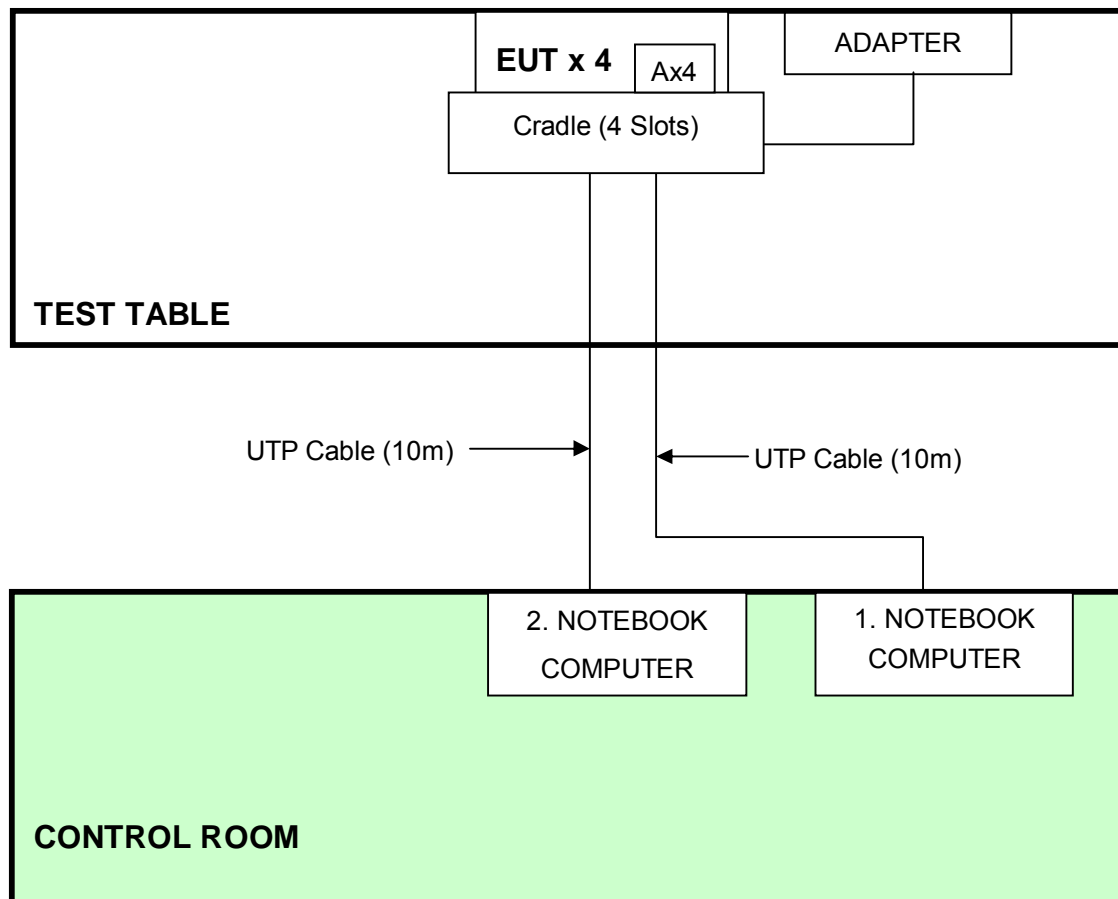 EUT x 4
Ax4
ADAPTER
Cradle (4 Slots)
TEST TABLE
UTP Cable (10m)
UTP Cable (10m)
2. NOTEBOOK
COMPUTER
1. NOTEBOOK
COMPUTER
CONTROL ROOM